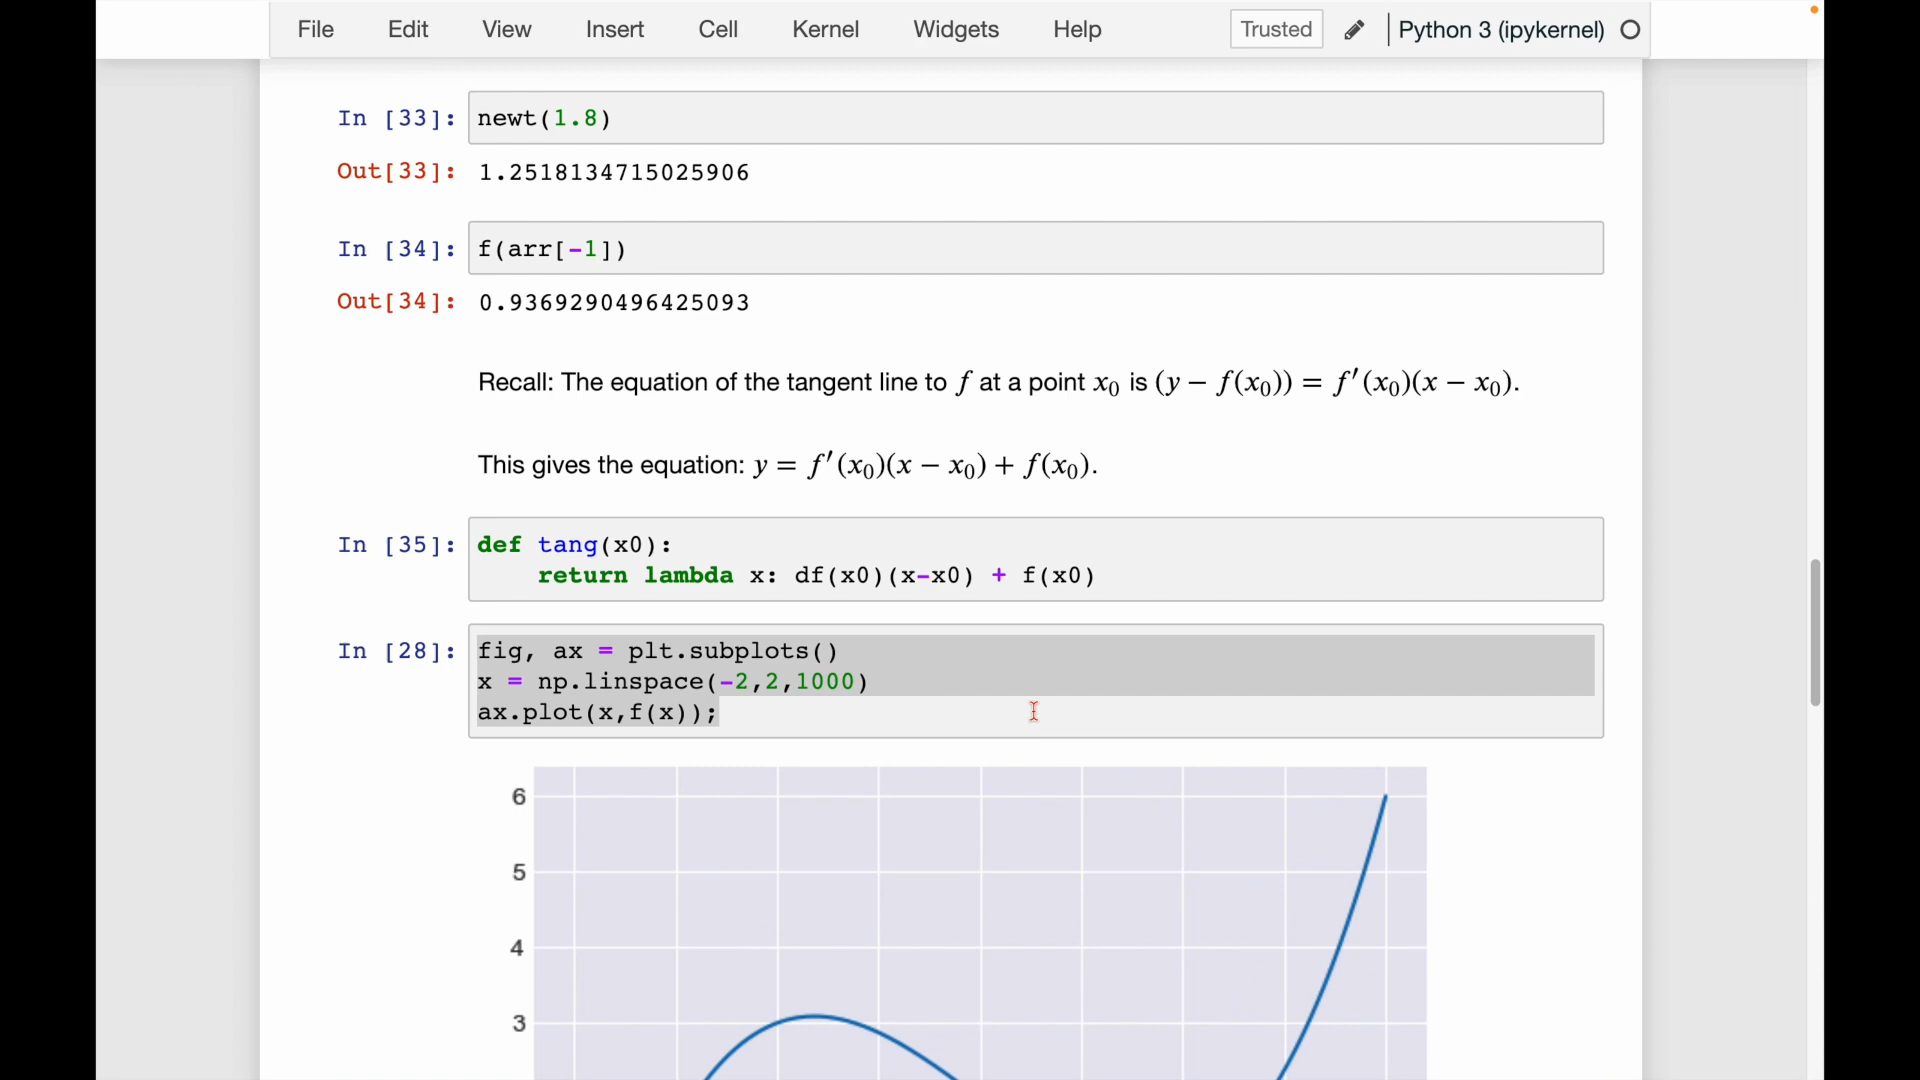 File Edit View Insert Cell Kernel Widgets Help Trusted Python 3 (ipykernel)
In [33]: newt(1.8)
Out[33]: 1.2518134715025906
In [34]: f(arr[-1])
Out[34]: 0.9369290496425093
Recall: The equation of the tangent line to f at a point x₀ is (y − f(x₀)) = f′(x₀)(x − x₀).
This gives the equation: y = f′(x₀)(x − x₀) + f(x₀).
In [35]: def tang(x0):
return lambda x: df(x0)(x-x0) + f(x0)
In [28]: fig, ax = plt.subplots()
x = np.linspace(-2,2,1000)
ax.plot(x,f(x));
6
5
4
3